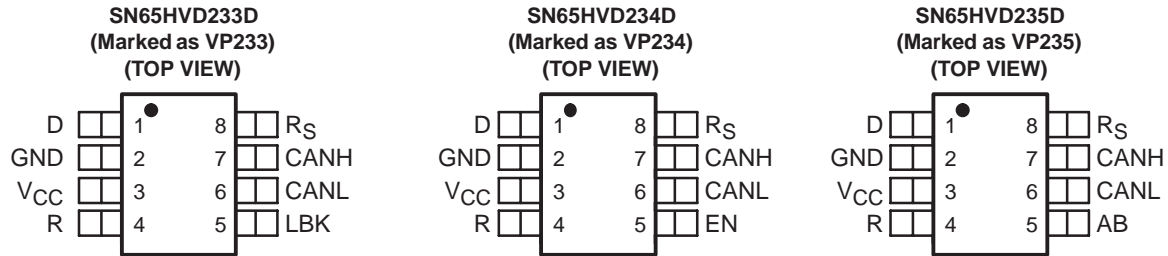 SN65HVD233D
(Marked as VP233)
(TOP VIEW)
D 1 8 RS
GND 2 7 CANH
VCC 3 6 CANL
R 4 5 LBK
SN65HVD234D
(Marked as VP234)
(TOP VIEW)
D 1 8 RS
GND 2 7 CANH
VCC 3 6 CANL
R 4 5 EN
SN65HVD235D
(Marked as VP235)
(TOP VIEW)
D 1 8 RS
GND 2 7 CANH
VCC 3 6 CANL
R 4 5 AB